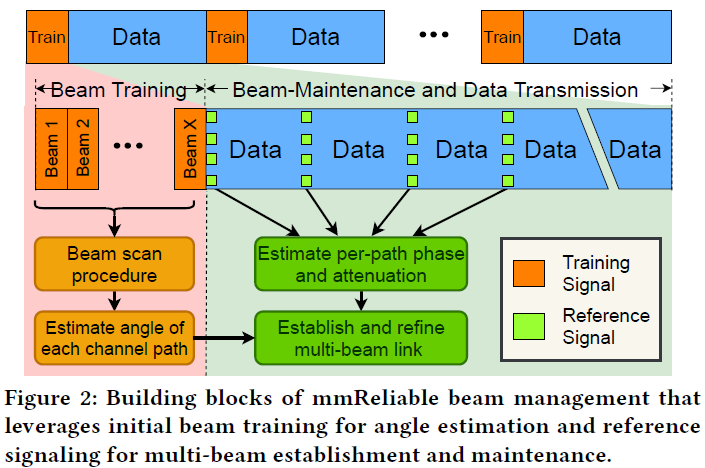 Train Data Train Data ••• Train Data
Beam Training Beam-Maintenance and Data Transmission
Beam 1 Beam 2 ••• Beam X Data Data Data Data Data
Beam scan
procedure
Estimate per-path phase
and attenuation
Training
Signal
Reference
Signal
Estimate angle of
each channel path
Establish and refine
multi-beam link
Figure 2: Building blocks of mmReliable beam management that
leverages initial beam training for angle estimation and reference
signaling for multi-beam establishment and maintenance.